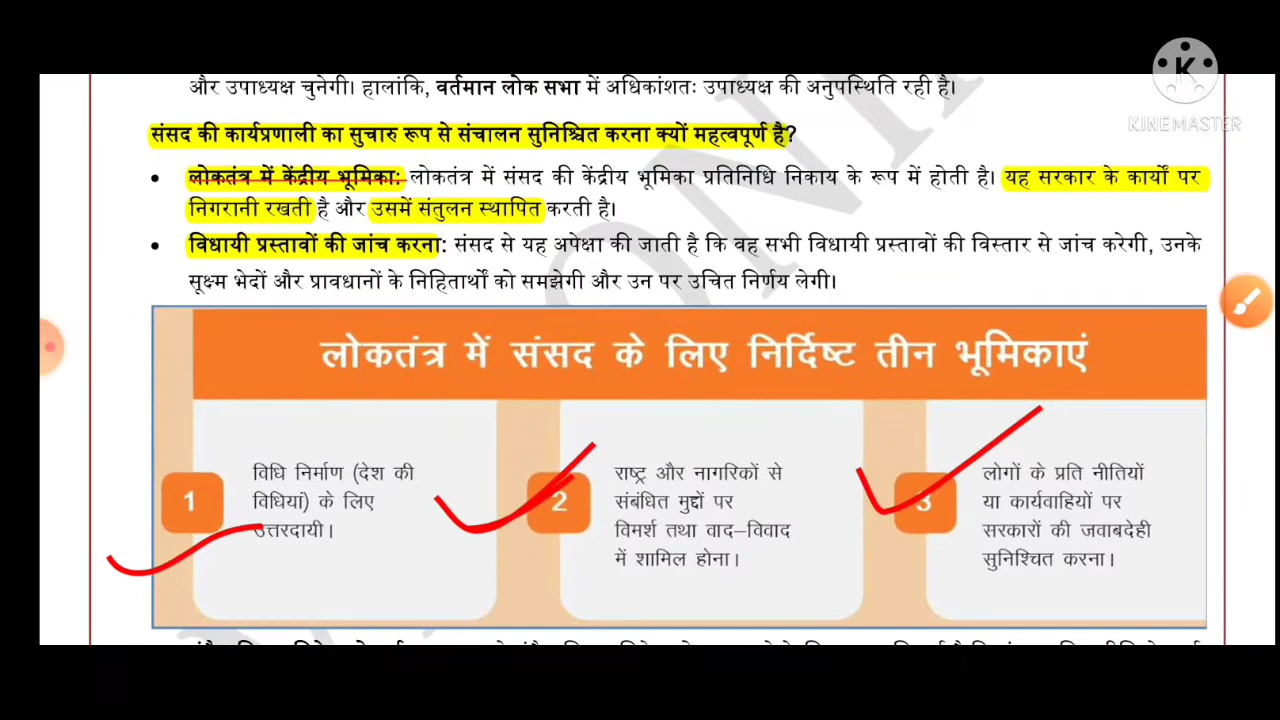 और उपाध्यक्ष चुनेगी। हालांकि, वर्तमान लोक सभा में अधिकांशतः उपाध्यक्ष की अनुपस्थिति रही है।
KINEMASTER
संसद की कार्यप्रणाली का सुचारु रूप से संचालन सुनिश्चित करना क्यों महत्वपूर्ण है?
• लोकतंत्र में केंद्रीय भूमिका: लोकतंत्र में संसद की केंद्रीय भूमिका प्रतिनिधि निकाय के रूप में होती है। यह सरकार के कार्यों पर
निगरानी रखती है और उसमें संतुलन स्थापित करती है।
• विधायी प्रस्तावों की जांच करना: संसद से यह अपेक्षा की जाती है कि वह सभी विधायी प्रस्तावों की विस्तार से जांच करेगी, उनके
सूक्ष्म भेदों और प्रावधानों के निहितार्थों को समझेगी और उन पर उचित निर्णय लेगी।
लोकतंत्र में संसद के लिए निर्दिष्ट तीन भूमिकाएं
1
विधि निर्माण (देश की
विधियां) के लिए
उत्तरदायी।
2
राष्ट्र और नागरिकों से
संबंधित मुद्दों पर
विमर्श तथा वाद-विवाद
में शामिल होना।
3
लोगों के प्रति नीतियों
या कार्यवाहियों पर
सरकारों की जवाबदेही
सुनिश्चित करना।